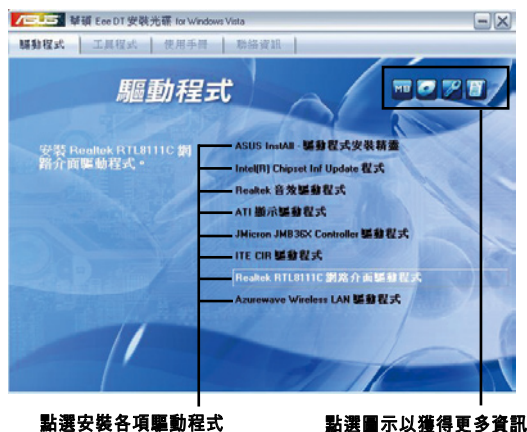 ASUS 華碩 Eee DT 安裝光碟 for Windows Vista
驅動程式 工具程式 使用手冊 聯絡資訊
驅動程式
MB
安裝 Realtek RTL8111C 網
路介面驅動程式。
ASUS InstAll - 驅動程式安裝精靈
Intel(R) Chipset Inf Update 程式
Realtek 音效驅動程式
ATI 顯示驅動程式
JMicron JMB36X Controller 驅動程式
ITE CIR 驅動程式
Realtek RTL8111C 網路介面驅動程式
Azurewave Wireless LAN 驅動程式
點選安裝各項驅動程式
點選圖示以獲得更多資訊